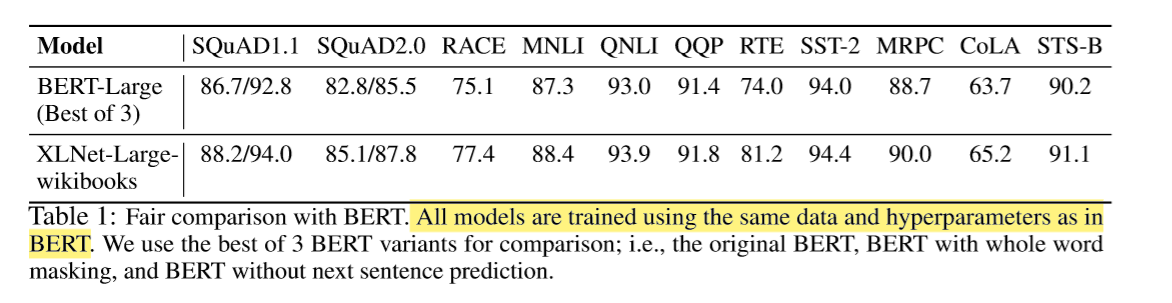 Model SQuAD1.1 SQuAD2.0 RACE MNLI QNLI QQP RTE SST-2 MRPC CoLA STS-B
BERT-Large 86.7/92.8 82.8/85.5 75.1 87.3 93.0 91.4 74.0 94.0 88.7 63.7 90.2
(Best of 3)
XLNet-Large- 88.2/94.0 85.1/87.8 77.4 88.4 93.9 91.8 81.2 94.4 90.0 65.2 91.1
wikibooks
Table 1: Fair comparison with BERT. All models are trained using the same data and hyperparameters as in
BERT. We use the best of 3 BERT variants for comparison; i.e., the original BERT, BERT with whole word
masking, and BERT without next sentence prediction.